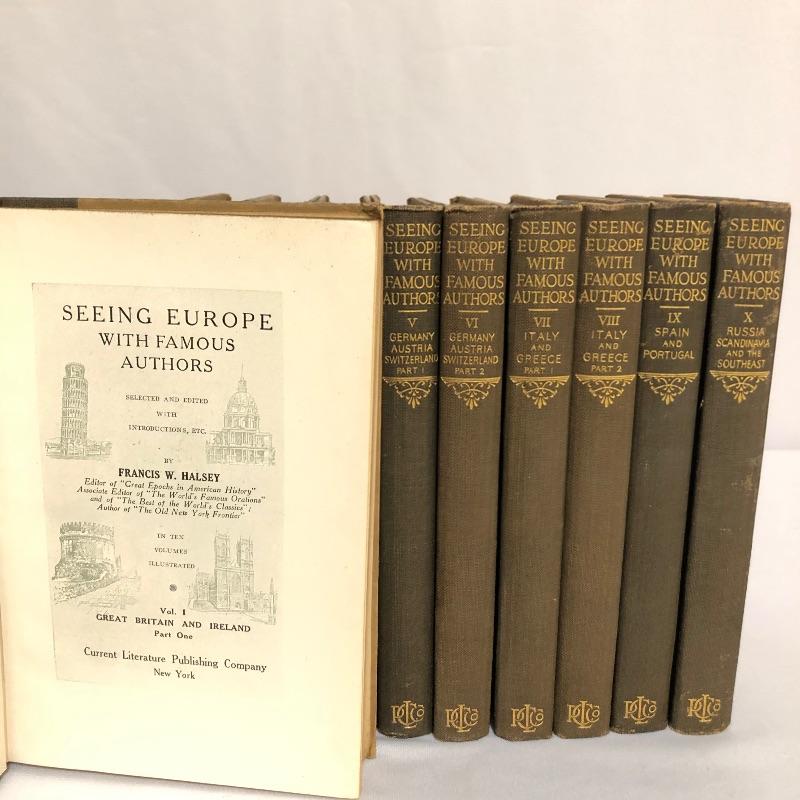 SEEING EUROPE
WITH FAMOUS
AUTHORS
SELECTED AND EDITED
WITH
INTRODUCTIONS, ETC.
BY
FRANCIS W. HALSEY
Editor of "Great Epochs in American History"
Associate Editor of "The World's Famous Orations"
and of "The Best of the World's Classics";
Author of "The Old New York Frontier"
IN TEN
VOLUMES
ILLUSTRATED
Vol. I
GREAT BRITAIN AND IRELAND
Part One
Current Literature Publishing Company
New York
SEEING
EUROPE
WITH
FAMOUS
AUTHORS
V
GERMANY
AUSTRIA
SWITZERLAND
PART 1
SEEING
EUROPE
WITH
FAMOUS
AUTHORS
VI
GERMANY
AUSTRIA
SWITZERLAND
PART 2
SEEING
EUROPE
WITH
FAMOUS
AUTHORS
VII
ITALY
AND
GREECE
PART 1
SEEING
EUROPE
WITH
FAMOUS
AUTHORS
VIII
ITALY
AND
GREECE
PART 2
SEEING
EUROPE
WITH
FAMOUS
AUTHORS
IX
SPAIN
AND
PORTUGAL
SEEING
EUROPE
WITH
FAMOUS
AUTHORS
X
RUSSIA
SCANDINAVIA
AND THE
SOUTHEAST